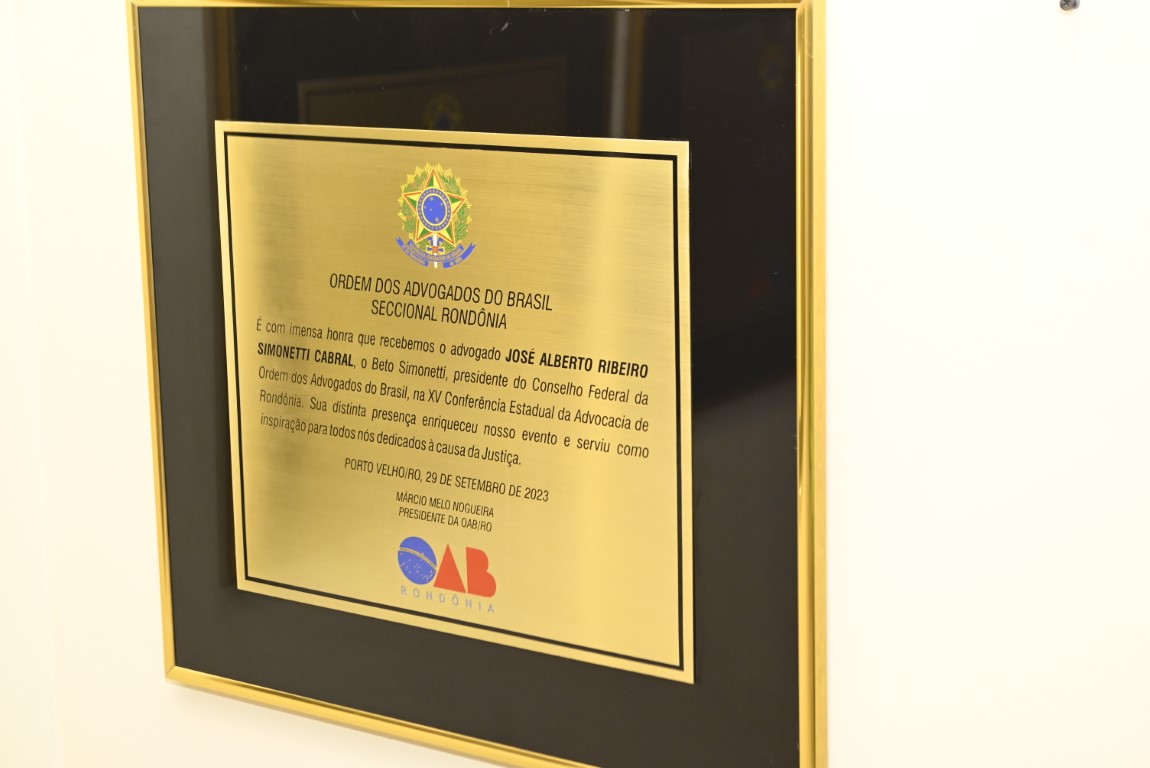 ORDEM DOS ADVOGADOS DO BRASIL
SECCIONAL RONDÔNIA
É com imensa honra que recebemos o advogado JOSÉ ALBERTO RIBEIRO
SIMONETTI CABRAL, o Beto Simonetti, presidente do Conselho Federal da
Ordem dos Advogados do Brasil, na XV Conferência Estadual da Advocacia de
Rondônia. Sua distinta presença enriqueceu nosso evento e serviu como
inspiração para todos nós dedicados à causa da Justiça.
PORTO VELHO/RO, 29 DE SETEMBRO DE 2023
MÁRCIO MELO NOGUEIRA
PRESIDENTE DA OAB/RO
OAB
RONDÔNIA